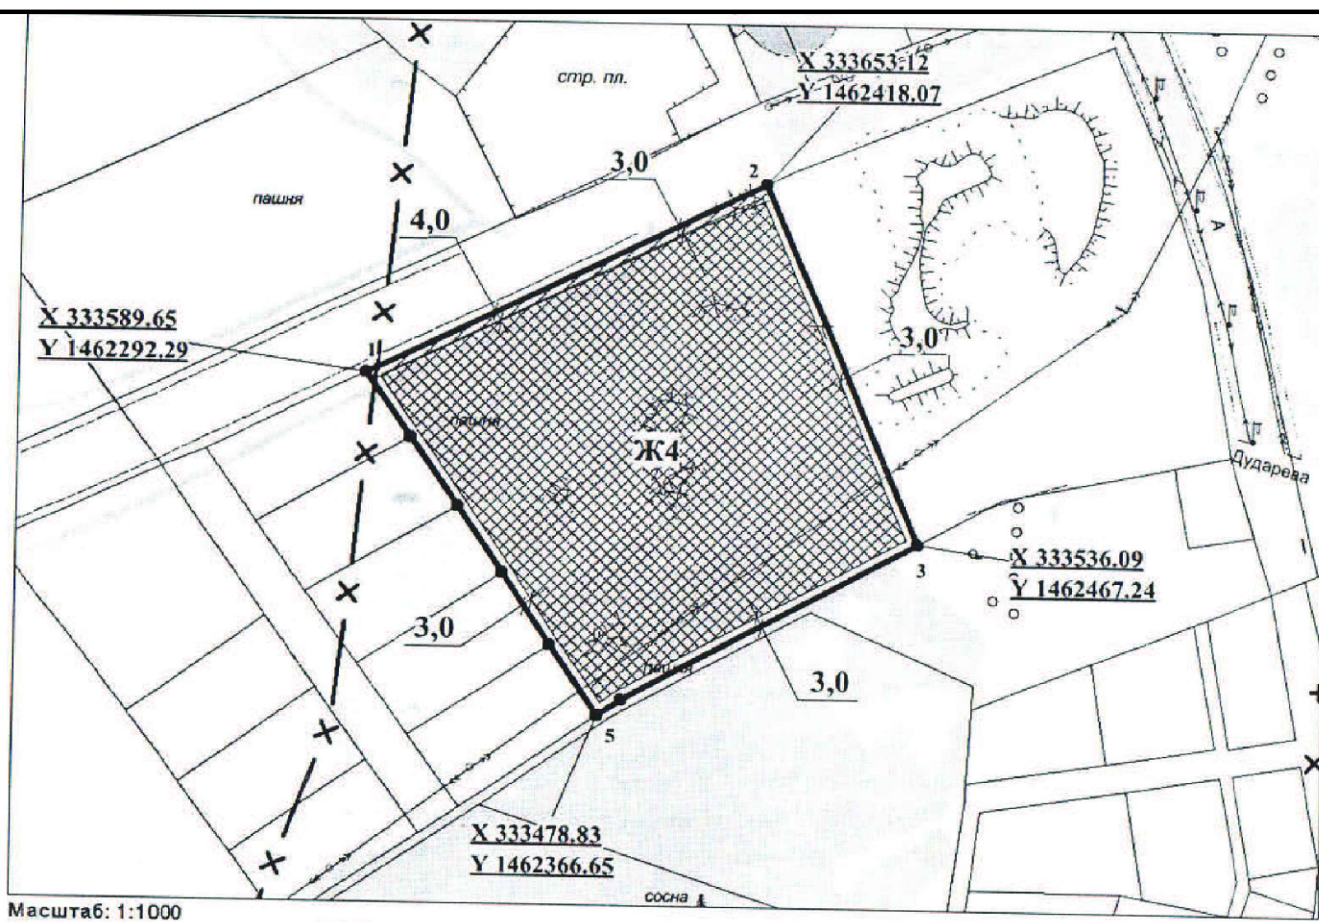 стр. пл.
X 333653.12
Y 1462418.07
3,0
2
пашня
4,0
А
X 333589.65
Y 1462292.29
1
3,0
пашня
Ж4
Дударева
X 333536.09
Y 1462467.24
3
3,0
пашня
3,0
5
X 333478.83
Y 1462366.65
сосна
Масштаб: 1:1000